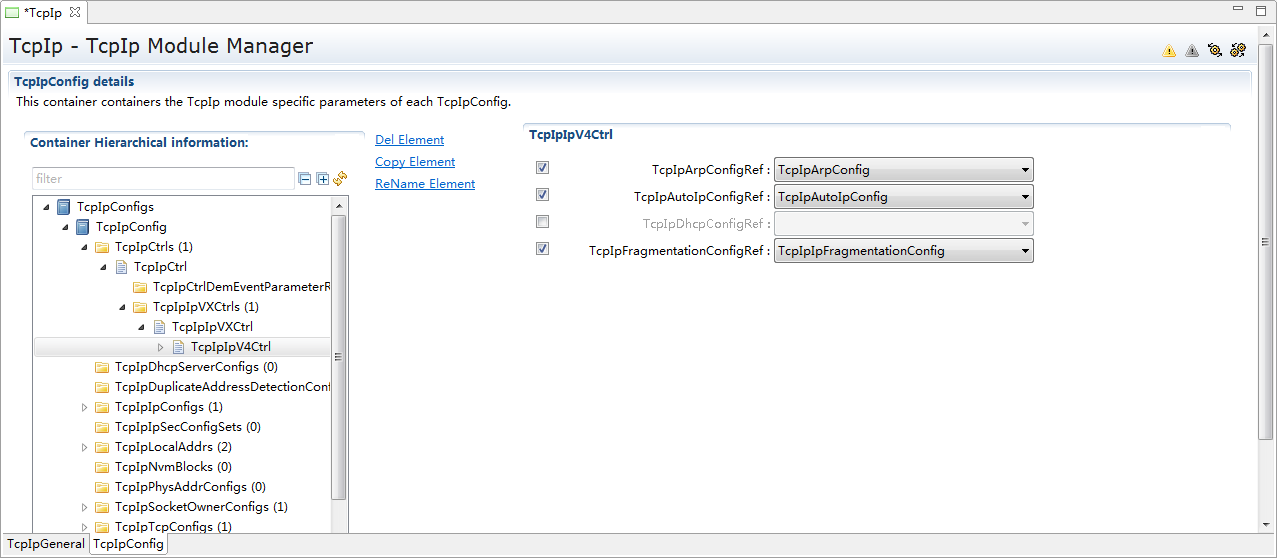 *TcpIp
TcpIp - TcpIp Module Manager
TcpIpConfig details
This container containers the TcpIp module specific parameters of each TcpIpConfig.
Container Hierarchical information:
filter
TcpIpConfigs
TcpIpConfig
TcpIpCtrls (1)
TcpIpCtrl
TcpIpCtrlDemEventParameterR
TcpIpIpVXCtrls (1)
TcpIpIpVXCtrl
TcpIpIpV4Ctrl
TcpIpDhcpServerConfigs (0)
TcpIpDuplicateAddressDetectionConf
TcpIpIpConfigs (1)
TcpIpIpSecConfigSets (0)
TcpIpLocalAddrs (2)
TcpIpNvmBlocks (0)
TcpIpPhysAddrConfigs (0)
TcpIpSocketOwnerConfigs (1)
TcpIpTcpConfigs (1)
Del Element
Copy Element
ReName Element
TcpIpIpV4Ctrl
TcpIpArpConfigRef : TcpIpArpConfig
TcpIpAutoIpConfigRef : TcpIpAutoIpConfig
TcpIpDhcpConfigRef :
TcpIpFragmentationConfigRef : TcpIpIpFragmentationConfig
TcpIpGeneral TcpIpConfig